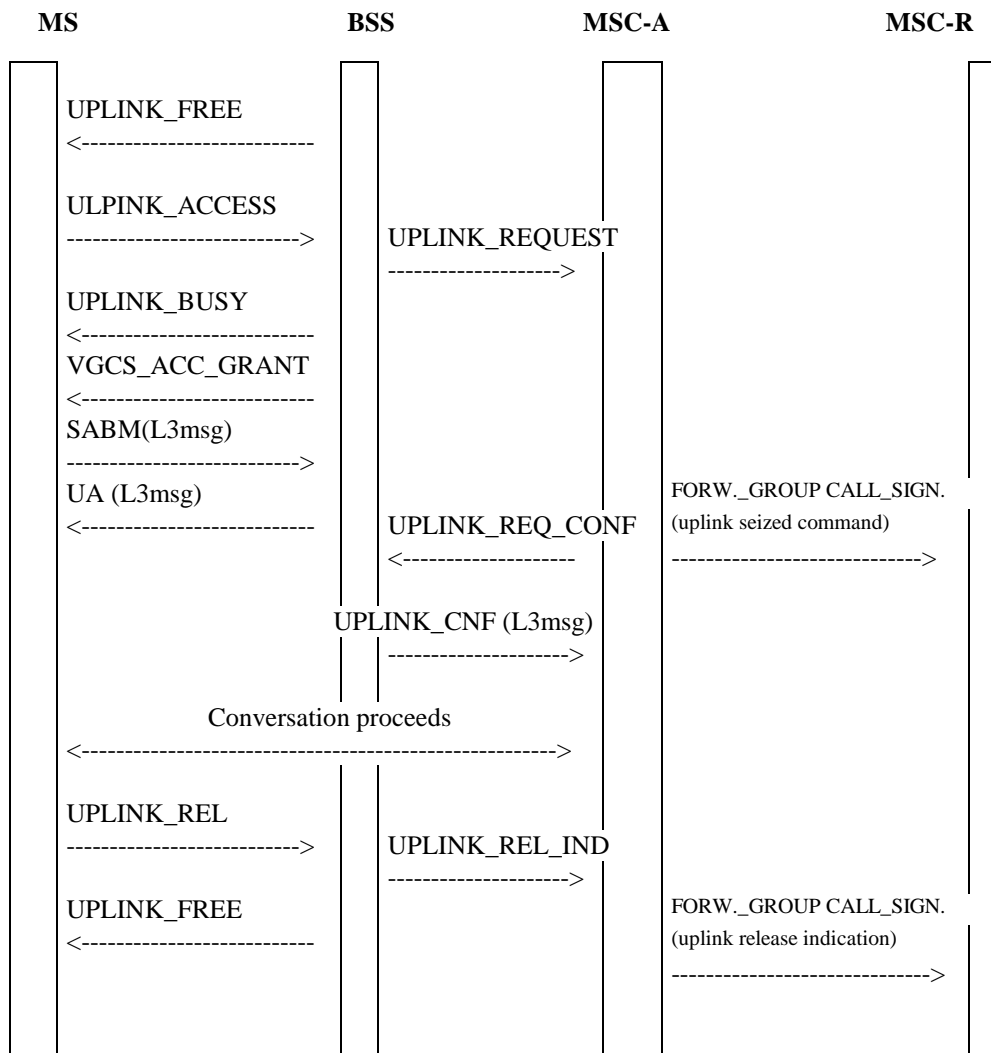 MS BSS MSC-A MSC-R
UPLINK_FREE
<---------------------------
ULPINK_ACCESS
---------------------------> UPLINK_REQUEST
-------------------->
UPLINK_BUSY
<---------------------------
VGCS_ACC_GRANT
<---------------------------
SABM(L3msg)
--------------------------->
UA (L3msg) FORW._GROUP CALL_SIGN.
<--------------------------- UPLINK_REQ_CONF (uplink seized command)
<-------------------- ----------------------------->
UPLINK_CNF (L3msg)
--------------------->
Conversation proceeds
<------------------------------------------------------->
UPLINK_REL
---------------------------> UPLINK_REL_IND
--------------------->
UPLINK_FREE FORW._GROUP CALL_SIGN.
<--------------------------- (uplink release indication)
------------------------------>